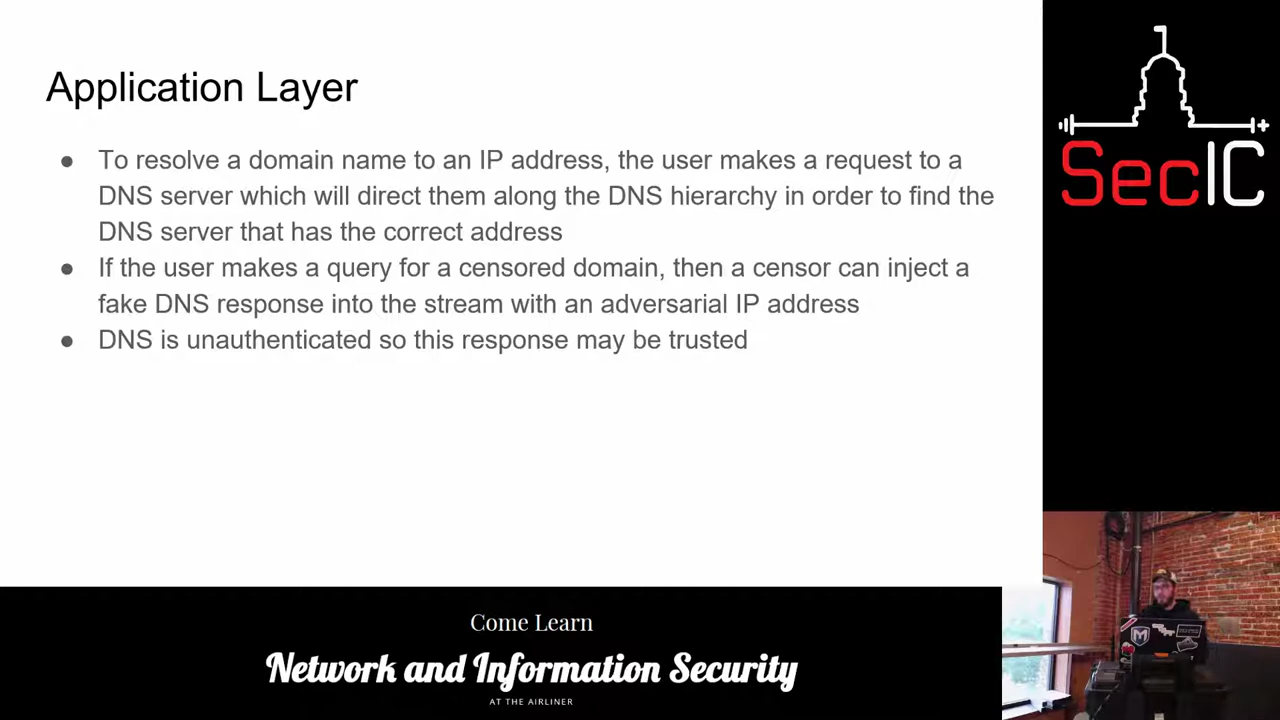 Application Layer
● To resolve a domain name to an IP address, the user makes a request to a
DNS server which will direct them along the DNS hierarchy in order to find the
DNS server that has the correct address
● If the user makes a query for a censored domain, then a censor can inject a
fake DNS response into the stream with an adversarial IP address
● DNS is unauthenticated so this response may be trusted
SecIC
Come Learn
Network and Information Security
AT THE AIRLINER